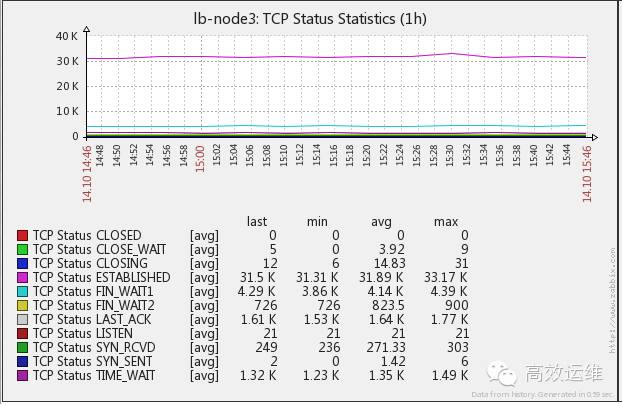 lb-node3: TCP Status Statistics (1h)
40 K
30 K
20 K
10 K
0
14.10 14:46
14:48
14:50
14:52
14:54
14:56
14:58
15:00
15:02
15:04
15:06
15:08
15:10
15:12
15:14
15:16
15:18
15:20
15:22
15:24
15:26
15:28
15:30
15:32
15:34
15:36
15:38
15:40
15:42
15:44
14.10 15:46
last min avg max
TCP Status CLOSED [avg] 0 0 0 0
TCP Status CLOSE_WAIT [avg] 5 0 3.92 9
TCP Status CLOSING [avg] 12 6 14.83 31
TCP Status ESTABLISHED [avg] 31.5 K 31.31 K 31.89 K 33.17 K
TCP Status FIN_WAIT1 [avg] 4.29 K 3.86 K 4.14 K 4.39 K
TCP Status FIN_WAIT2 [avg] 726 726 823.5 900
TCP Status LAST_ACK [avg] 1.61 K 1.53 K 1.64 K 1.77 K
TCP Status LISTEN [avg] 21 21 21 21
TCP Status SYN_RCVD [avg] 249 236 271.33 303
TCP Status SYN_SENT [avg] 2 0 1.42 6
TCP Status TIME_WAIT [avg] 1.32 K 1.23 K 1.35 K 1.49 K
http://www.zabbix.com
高效运维
Data from history. Generated in 0.59 sec.